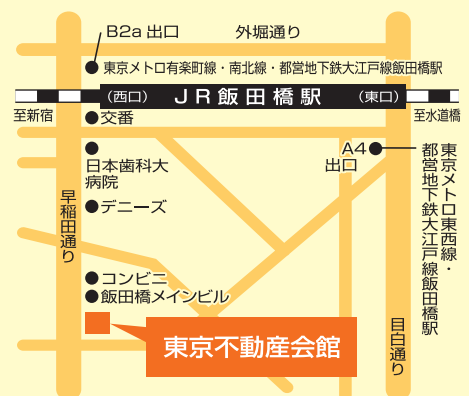 B2a 出口
外堀通り
東京メトロ有楽町線・南北線・都営地下鉄大江戸線飯田橋駅
(西口) JR飯田橋駅 (東口)
至新宿
至水道橋
交番
A4
出口
日本歯科大
病院
東京メトロ東西線・
都営地下鉄大江戸線飯田橋駅
早稲田通り
デニーズ
コンビニ
飯田橋メインビル
目白通り
東京不動産会館